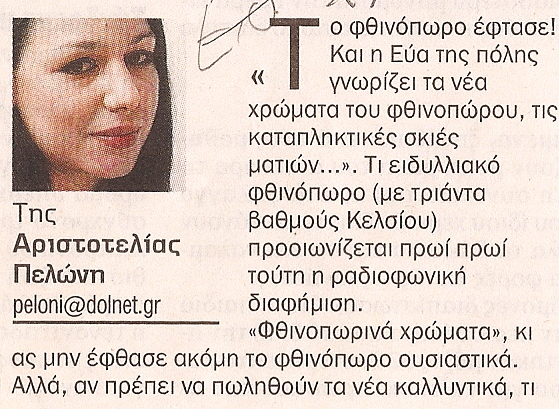 Το φθινόπωρο έφτασε!
Και η Εύα της πόλης
« γνωρίζει τα νέα
χρώματα του φθινοπώρου, τις
καταπληκτικές σκιές
ματιών...». Τι ειδυλλιακό
φθινόπωρο (με τριάντα
βαθμούς Κελσίου)
προοιωνίζεται πρωί πρωί
τούτη η ραδιοφωνική
διαφήμιση.
Της
Αριστοτελίας
Πελώνη
peloni@dolnet.gr
«Φθινοπωρινά χρώματα», κι
ας μην έφθασε ακόμη το φθινόπωρο ουσιαστικά.
Αλλά, αν πρέπει να πωληθούν τα νέα καλλυντικά, τι